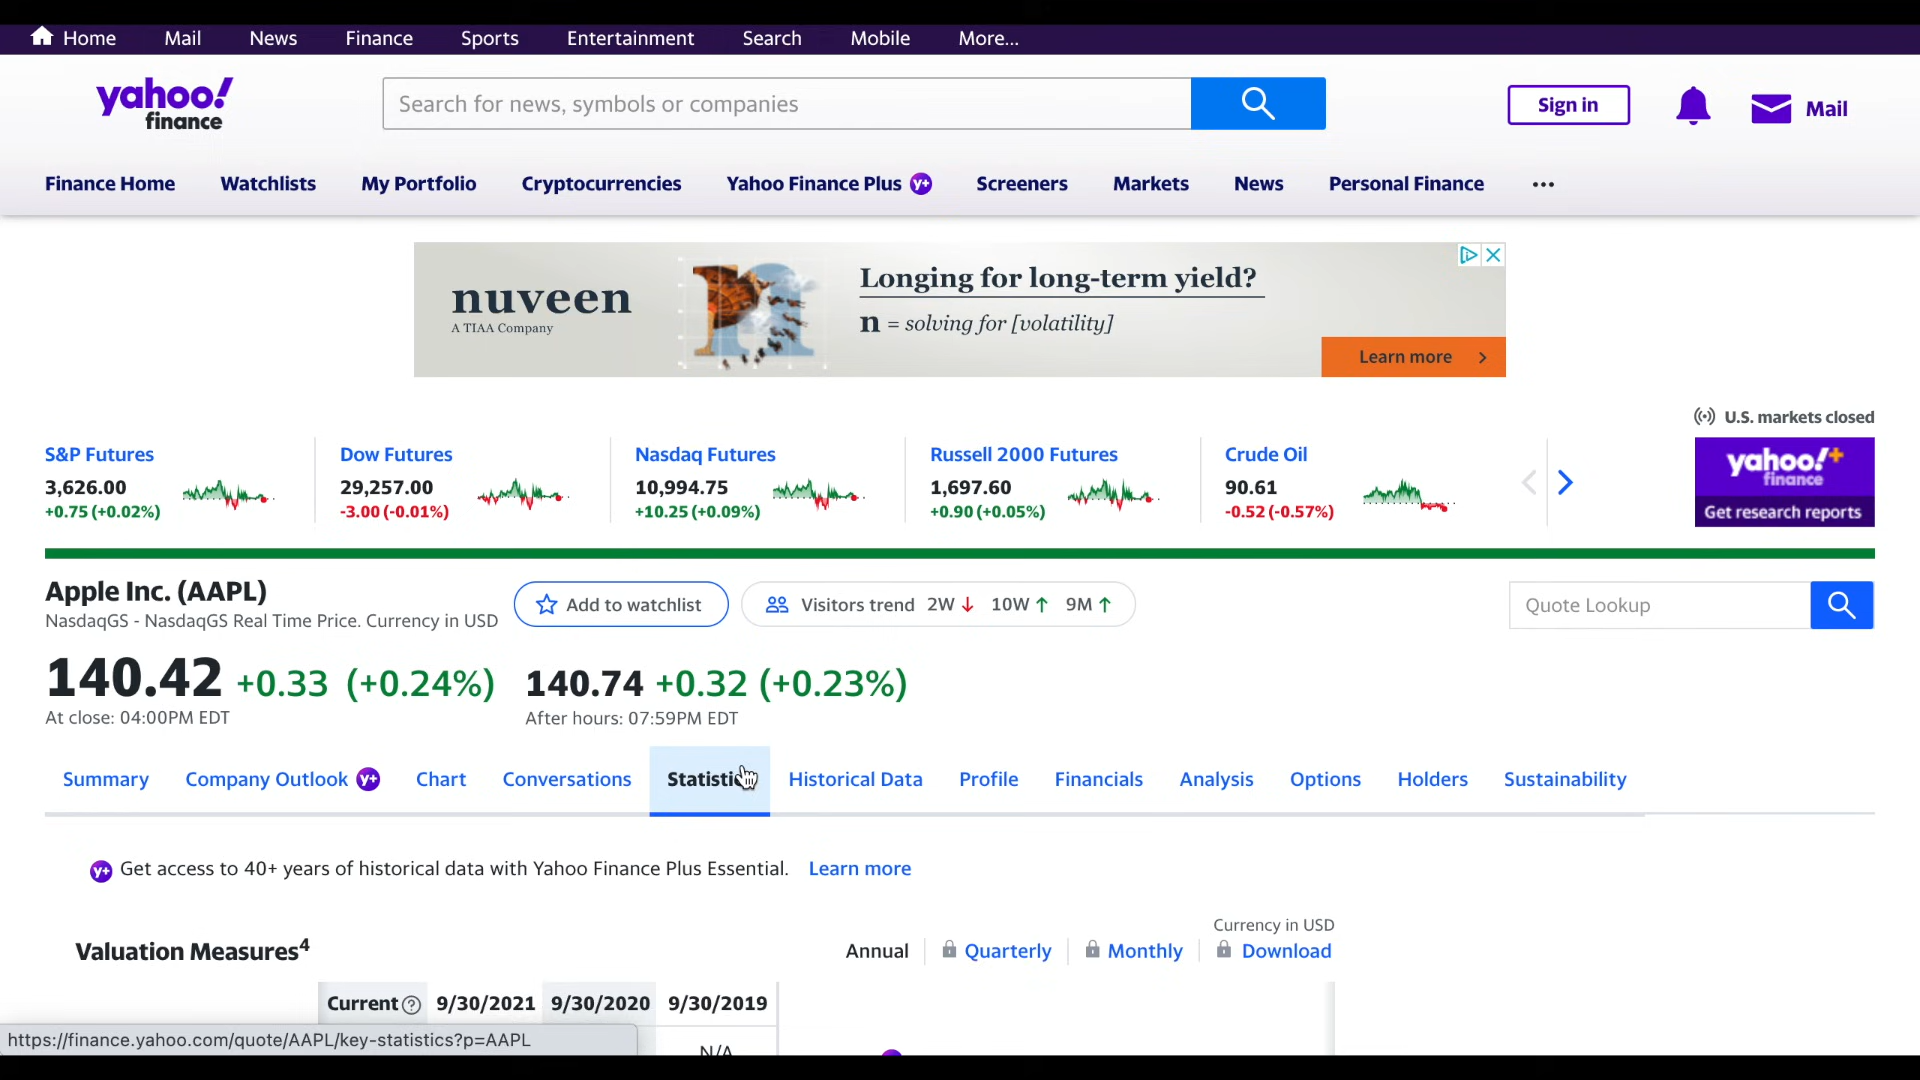 Home Mail News Finance Sports Entertainment Search Mobile More...
yahoo!
finance
Search for news, symbols or companies
Sign in
Mail
Finance Home Watchlists My Portfolio Cryptocurrencies Yahoo Finance Plus Y+ Screeners Markets News Personal Finance ...
nuveen
A TIAA Company
Longing for long-term yield?
n = solving for [volatility]
Learn more >
U.S. markets closed
S&P Futures
3,626.00
+0.75 (+0.02%)
Dow Futures
29,257.00
-3.00 (-0.01%)
Nasdaq Futures
10,994.75
+10.25 (+0.09%)
Russell 2000 Futures
1,697.60
+0.90 (+0.05%)
Crude Oil
90.61
-0.52 (-0.57%)
yahoo!+
finance
Get research reports
Apple Inc. (AAPL)
NasdaqGS - NasdaqGS Real Time Price. Currency in USD
Add to watchlist
Visitors trend 2W ↓ 10W ↑ 9M ↑
Quote Lookup
140.42 +0.33 (+0.24%)
At close: 04:00PM EDT
140.74 +0.32 (+0.23%)
After hours: 07:59PM EDT
Summary Company Outlook y+ Chart Conversations Statisti Historical Data Profile Financials Analysis Options Holders Sustainability
y+ Get access to 40+ years of historical data with Yahoo Finance Plus Essential. Learn more
Currency in USD
Valuation Measures4
Annual Quarterly Monthly Download
Current ? 9/30/2021 9/30/2020 9/30/2019
https://finance.yahoo.com/quote/AAPL/key-statistics?p=AAPL
N/A